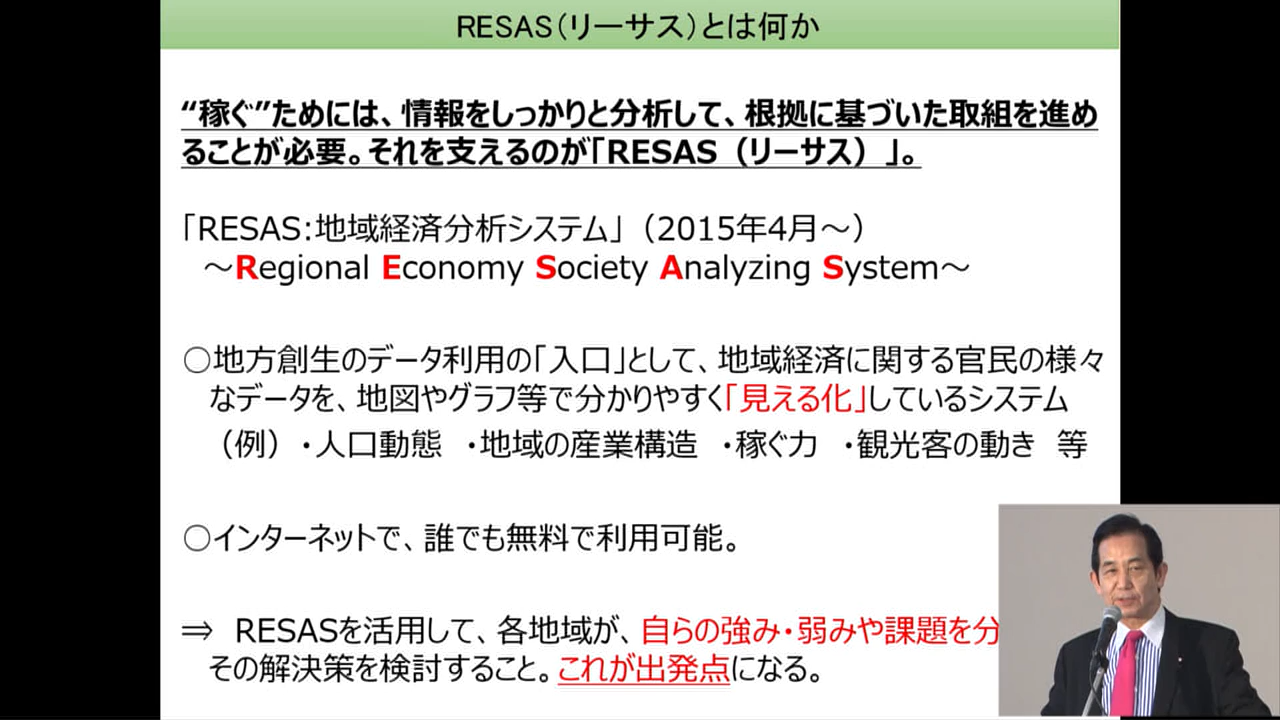 RESAS（リーサス）とは何か
“稼ぐ”ためには、情報をしっかりと分析して、根拠に基づいた取組を進め
ることが必要。それを支えるのが「RESAS（リーサス）」。
「RESAS：地域経済分析システム」（2015年4月～）
～Regional Economy Society Analyzing System～
○地方創生のデータ利用の「入口」として、地域経済に関する官民の様々
なデータを、地図やグラフ等で分かりやすく「見える化」しているシステム
（例）・人口動態　・地域の産業構造　・稼ぐ力　・観光客の動き　等
○インターネットで、誰でも無料で利用可能。
⇒　RESASを活用して、各地域が、自らの強み・弱みや課題を分
その解決策を検討すること。これが出発点になる。